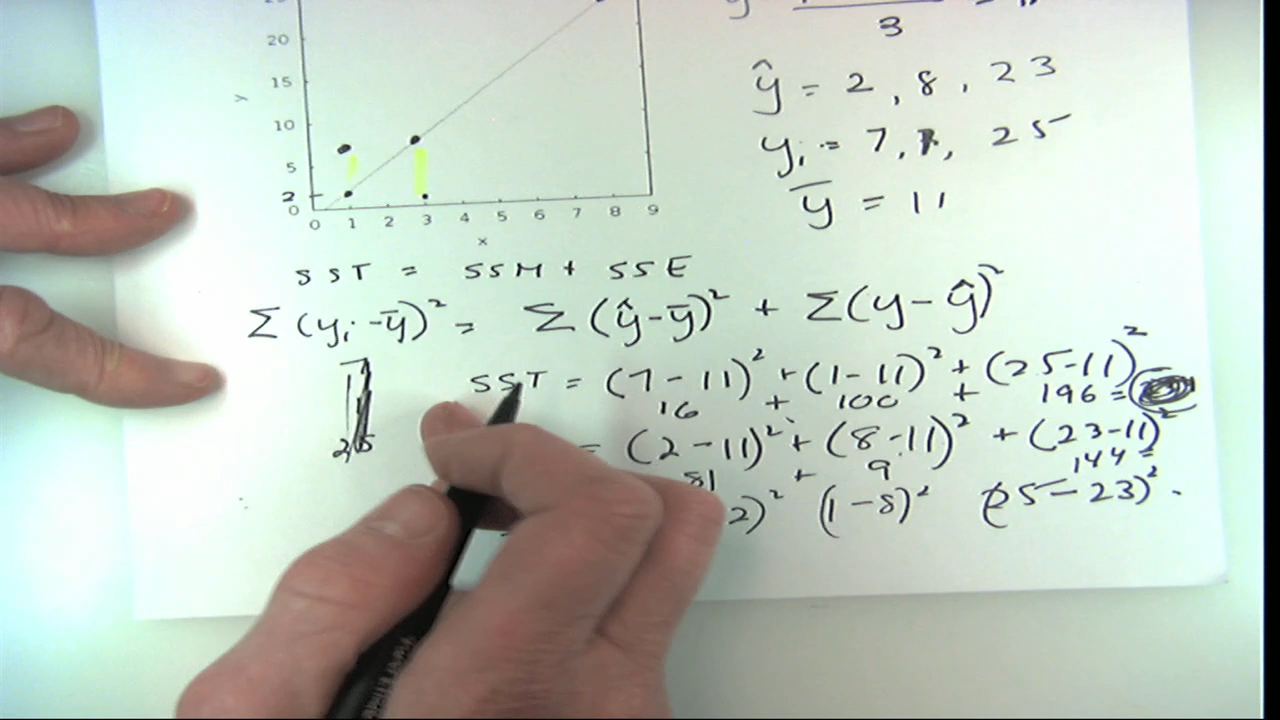 3
ŷ = 2, 8, 23
yᵢ = 7, 1, 25
ȳ = 11
20
15
10
5
2
0
y
0 1 2 3 4 5 6 7 8 9
x
SST = SSM + SSE
Σ(yᵢ-ȳ)² = Σ(ŷ-ȳ)² + Σ(y-ŷ)²
SST = (7-11)² + (1-11)² + (25-11)²
16 + 100 + 196 =
= (2-11)² + (8-11)² + (23-11)²
81 + 9 144 =
2)² (1-8)² (25-23)²